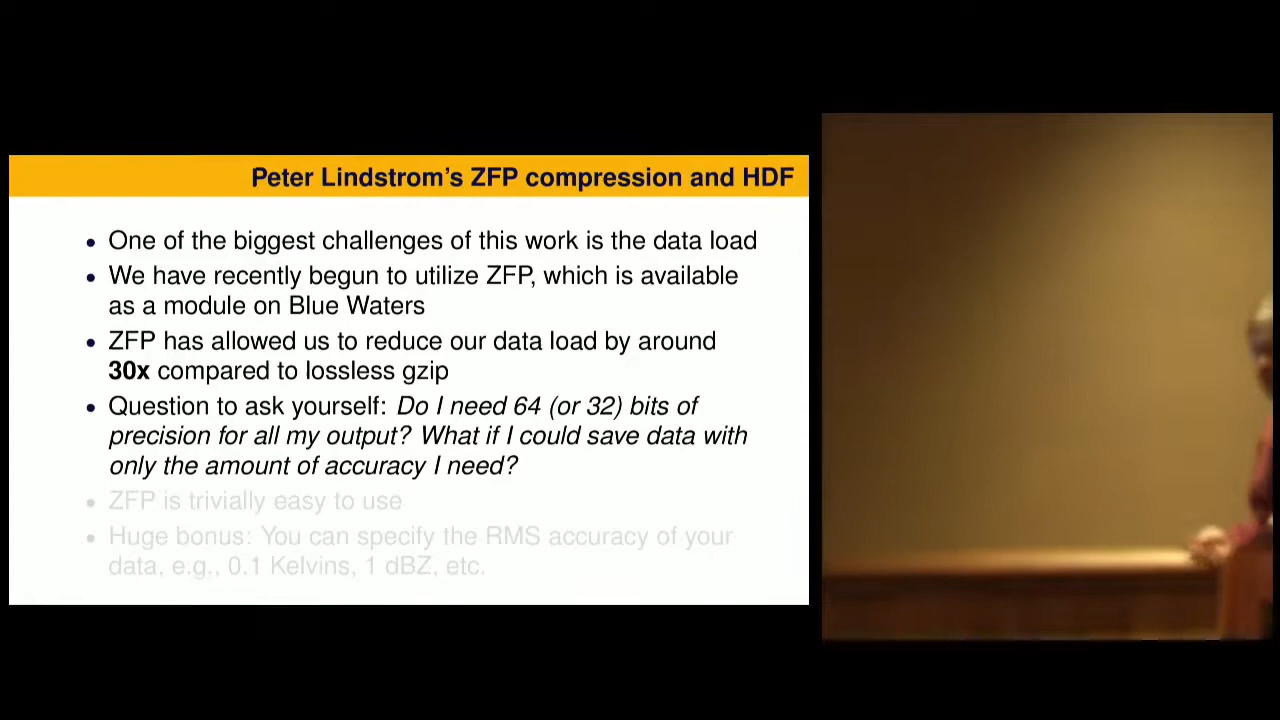 Peter Lindstrom's ZFP compression and HDF
• One of the biggest challenges of this work is the data load
• We have recently begun to utilize ZFP, which is available
as a module on Blue Waters
• ZFP has allowed us to reduce our data load by around
30x compared to lossless gzip
• Question to ask yourself: Do I need 64 (or 32) bits of
precision for all my output? What if I could save data with
only the amount of accuracy I need?
• ZFP is trivially easy to use
• Huge bonus: You can specify the RMS accuracy of your
data, e.g., 0.1 Kelvins, 1 dBZ, etc.